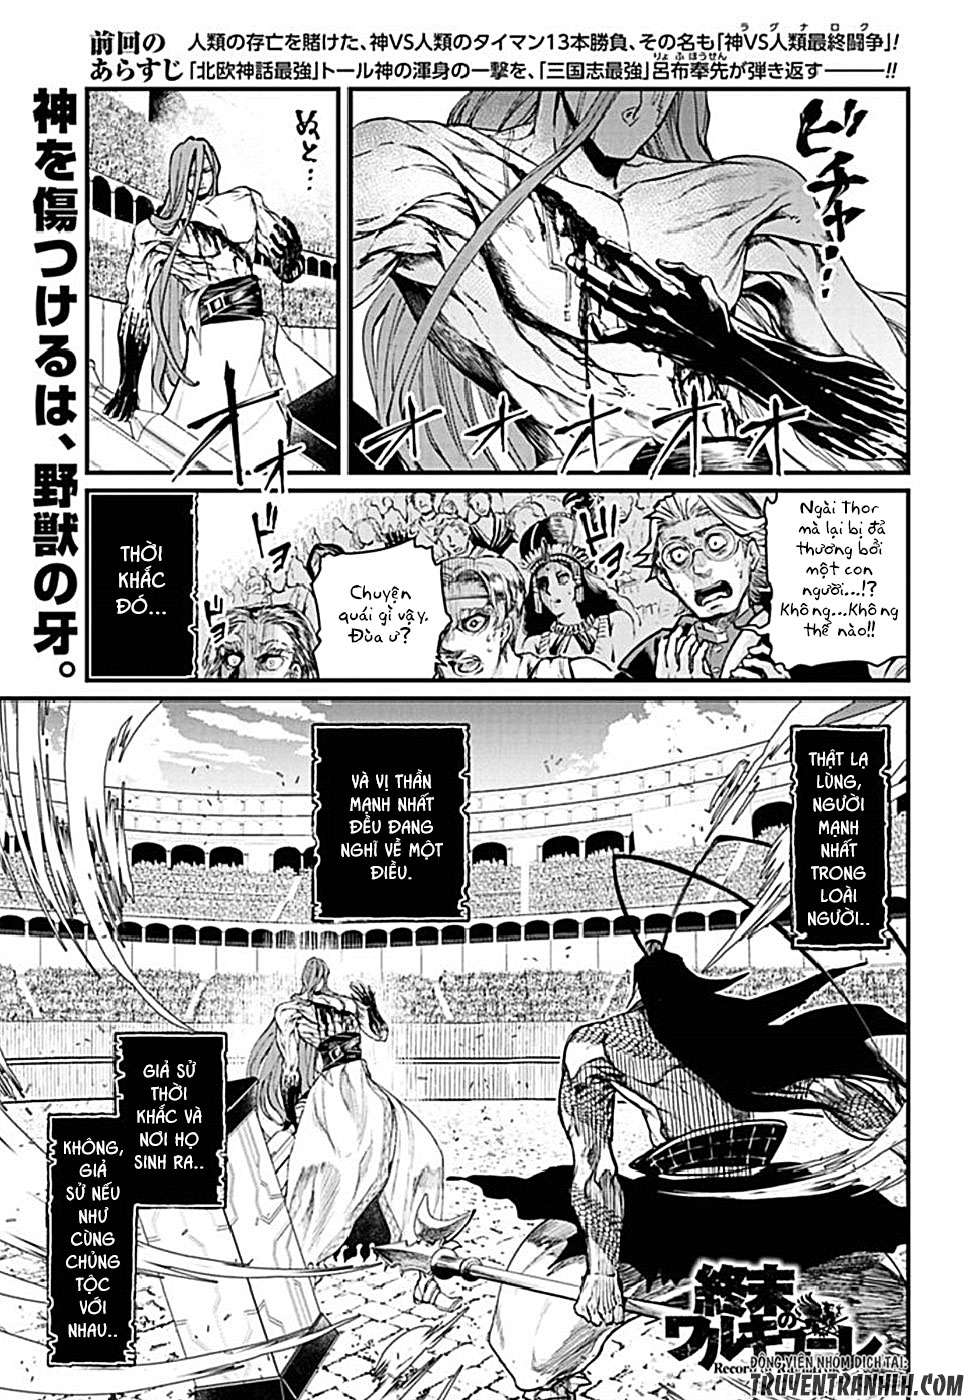 前回の
あらすじ
人類の存亡を賭けた、神VS人類のタイマン13本勝負、その名も「神VS人類最終闘争」!
ラグナロク
「北欧神話最強」トール神の渾身の一撃を、「三国志最強」呂布奉先が弾き返す———!!
りょふほうせん
神を傷つけるは、野獣の牙。
ビチャ…
ぬっと…
オオオオオ
オオ
Ngài Thor
mà lại bị đả
thương bởi
một con
người...!?
Không...Không
thể nào!!
Chuyện
quái gì vậy.
Đùa ư?
THỜI
KHẮC
ĐÓ...
THẬT LẠ
LÙNG,
NGƯỜI
MẠNH
NHẤT
TRONG
LOÀI
NGƯỜI..
VÀ VỊ THẦN
MẠNH NHẤT
ĐỀU ĐANG
NGHĨ VỀ MỘT
ĐIỀU.
GIẢ SỬ
THỜI
KHẮC VÀ
NƠI HỌ
SINH RA..
KHÔNG,
GIẢ
SỬ NẾU
NHƯ
CÙNG
CHỦNG
TỘC
VỚI
NHAU..
終末の
ワルキューレ
ĐỘNG VIÊN NHÓM DỊCH TẠI:
TRUYENTRANHLH.COM